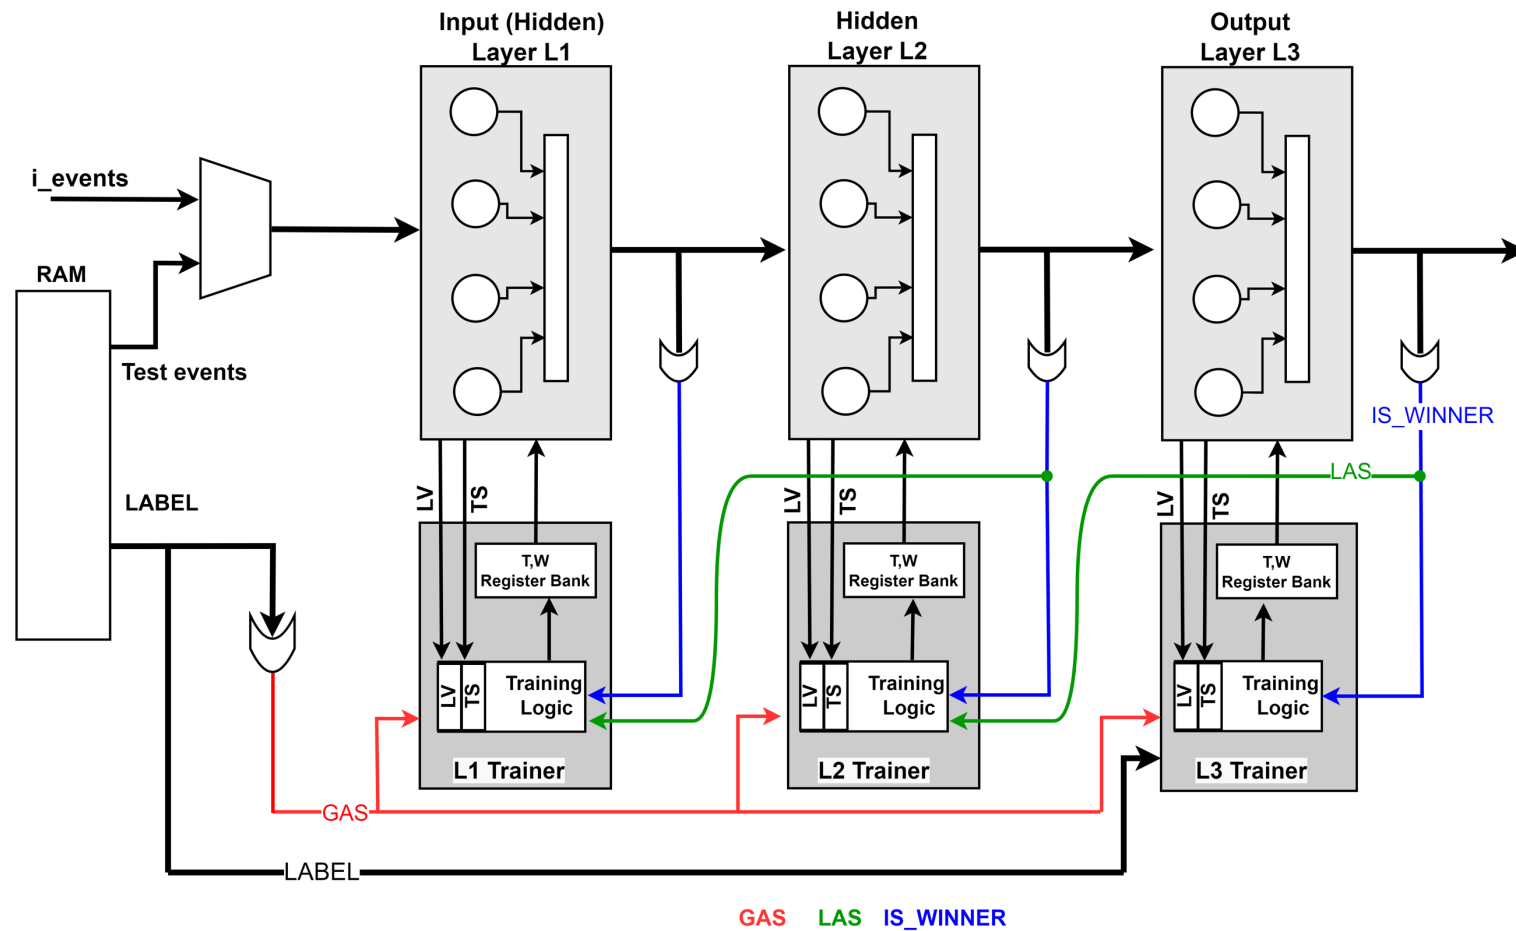 Input (Hidden)
Layer L1
Hidden
Layer L2
Output
Layer L3
i_events
RAM
Test events
LABEL
IS_WINNER
LAS
LV
TS
LV
TS
LV
TS
T,W
Register Bank
T,W
Register Bank
T,W
Register Bank
LV
TS
Training
Logic
LV
TS
Training
Logic
LV
TS
Training
Logic
L1 Trainer
L2 Trainer
L3 Trainer
GAS
LABEL
GAS LAS IS_WINNER